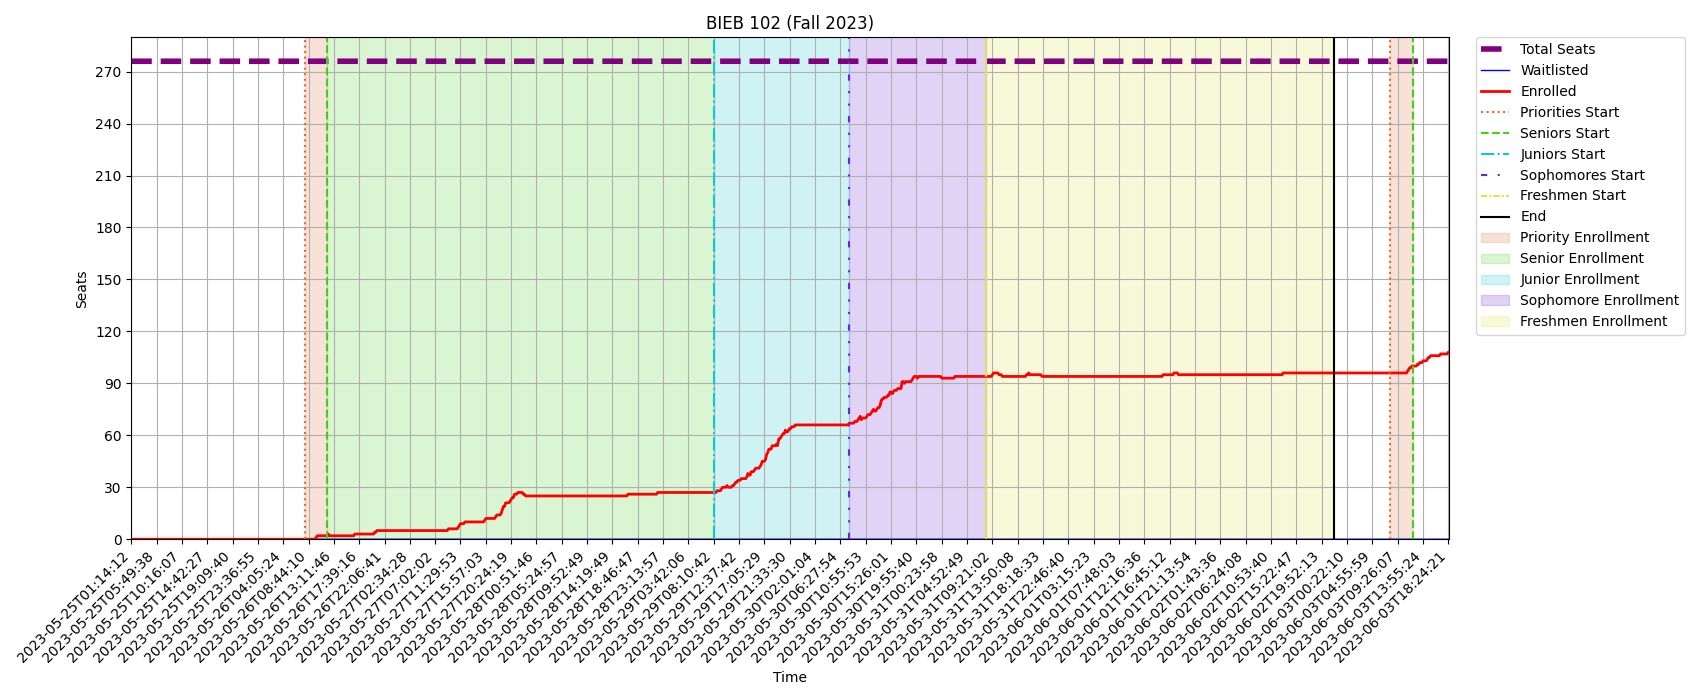 BIEB 102 (Fall 2023)
Seats
270
240
210
180
150
120
90
60
30
0
2023-05-25T01:14:12
2023-05-25T05:49:38
2023-05-25T10:16:07
2023-05-25T14:42:27
2023-05-25T19:09:40
2023-05-25T23:36:55
2023-05-26T04:05:24
2023-05-26T08:44:10
2023-05-26T13:11:46
2023-05-26T17:39:16
2023-05-26T22:06:41
2023-05-27T02:34:28
2023-05-27T07:02:02
2023-05-27T11:29:53
2023-05-27T15:57:03
2023-05-27T20:24:19
2023-05-28T00:51:46
2023-05-28T05:24:57
2023-05-28T09:52:49
2023-05-28T14:19:49
2023-05-28T18:46:47
2023-05-28T23:13:57
2023-05-29T03:42:06
2023-05-29T08:10:42
2023-05-29T12:37:42
2023-05-29T17:05:29
2023-05-29T21:33:30
2023-05-30T02:01:04
2023-05-30T06:27:54
2023-05-30T10:55:53
2023-05-30T15:26:01
2023-05-30T19:55:40
2023-05-31T00:23:58
2023-05-31T04:52:49
2023-05-31T09:21:02
2023-05-31T13:50:08
2023-05-31T18:18:33
2023-05-31T22:46:40
2023-06-01T03:15:23
2023-06-01T07:48:03
2023-06-01T12:16:36
2023-06-01T16:45:12
2023-06-01T21:13:54
2023-06-02T01:43:36
2023-06-02T06:24:08
2023-06-02T10:53:40
2023-06-02T15:22:47
2023-06-02T19:52:13
2023-06-03T00:22:10
2023-06-03T04:55:59
2023-06-03T09:26:07
2023-06-03T13:55:24
2023-06-03T18:24:21
Time
Total Seats
Waitlisted
Enrolled
Priorities Start
Seniors Start
Juniors Start
Sophomores Start
Freshmen Start
End
Priority Enrollment
Senior Enrollment
Junior Enrollment
Sophomore Enrollment
Freshmen Enrollment